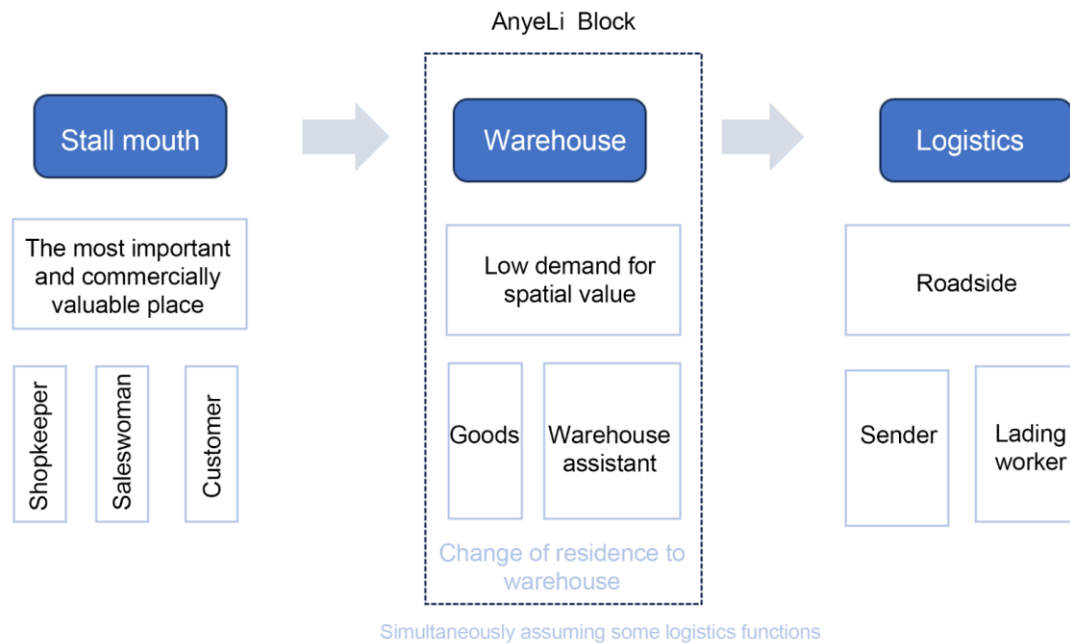 AnyeLi Block
Stall mouth
Warehouse
Logistics
The most important
and commercially
valuable place
Low demand for
spatial value
Roadside
Shopkeeper
Saleswoman
Customer
Goods
Warehouse
assistant
Sender
Lading
worker
Change of residence to
warehouse
Simultaneously assuming some logistics functions